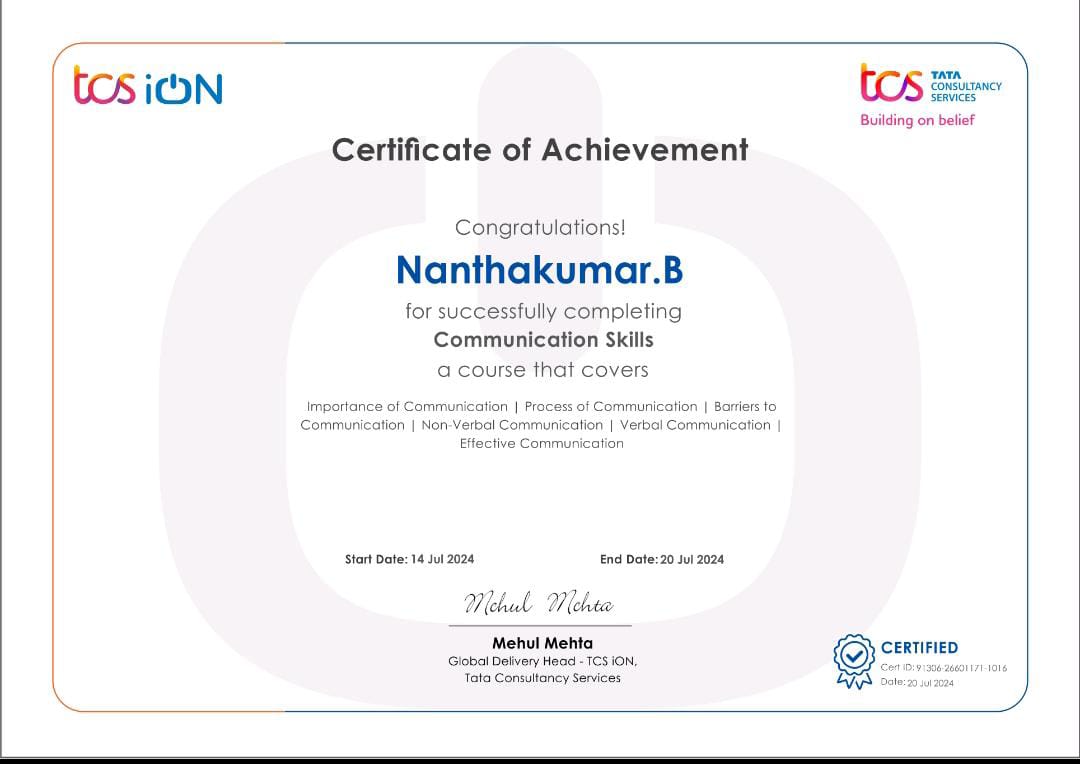 tcs iON
tcs TATA
CONSULTANCY
SERVICES
Building on belief
Certificate of Achievement
Congratulations!
Nanthakumar.B
for successfully completing
Communication Skills
a course that covers
Importance of Communication | Process of Communication | Barriers to
Communication | Non-Verbal Communication | Verbal Communication |
Effective Communication
Start Date: 14 Jul 2024 End Date: 20 Jul 2024
Mehul Mehta
Mehul Mehta
Global Delivery Head - TCS iON,
Tata Consultancy Services
CERTIFIED
Cert ID: 91306-26601171-1016
Date: 20 Jul 2024